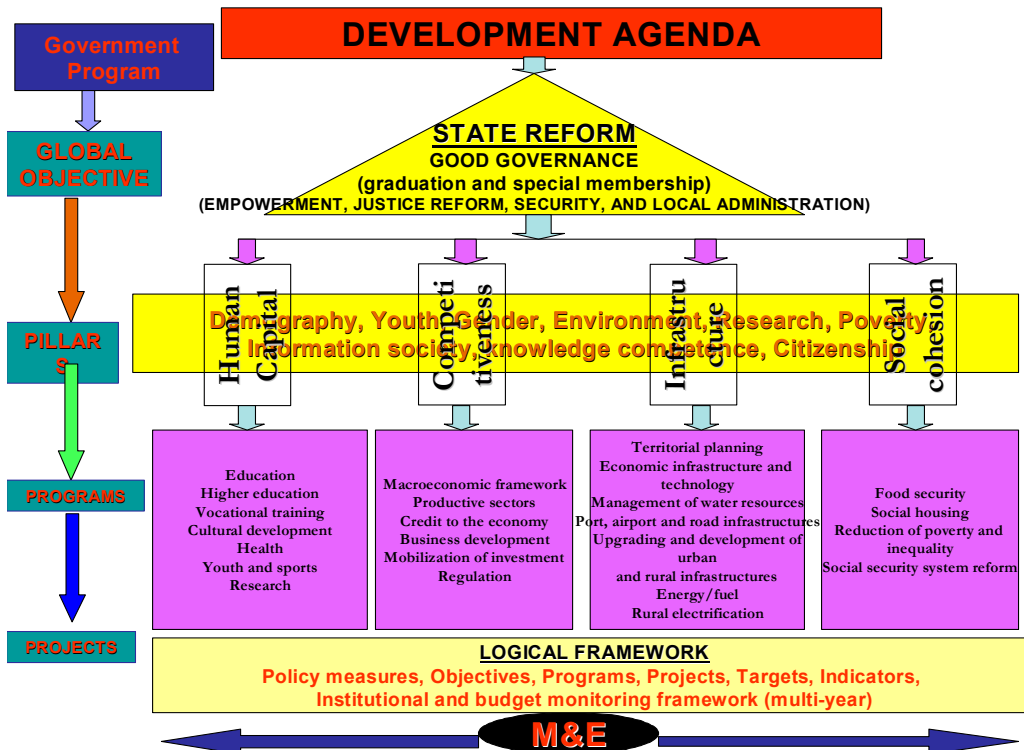 Government
Program
DEVELOPMENT AGENDA
GLOBAL
OBJECTIVE
STATE REFORM
GOOD GOVERNANCE
(graduation and special membership)
(EMPOWERMENT, JUSTICE REFORM, SECURITY, AND LOCAL ADMINISTRATION)
PILLAR
S
Human
Capital
Competi
tiveness
Infrastru
cture
Social
cohesion
Demography, Youth, Gender, Environment, Research, Poverty,
Information society, knowledge competence, Citizenship
PROGRAMS
Education
Higher education
Vocational training
Cultural development
Health
Youth and sports
Research
Macroeconomic framework
Productive sectors
Credit to the economy
Business development
Mobilization of investment
Regulation
Territorial planning
Economic infrastructure and
technology
Management of water resources
Port, airport and road infrastructures
Upgrading and development of
urban
and rural infrastructures
Energy/fuel
Rural electrification
Food security
Social housing
Reduction of poverty and
inequality
Social security system reform
PROJECTS
LOGICAL FRAMEWORK
Policy measures, Objectives, Programs, Projects, Targets, Indicators,
Institutional and budget monitoring framework (multi-year)
M&E